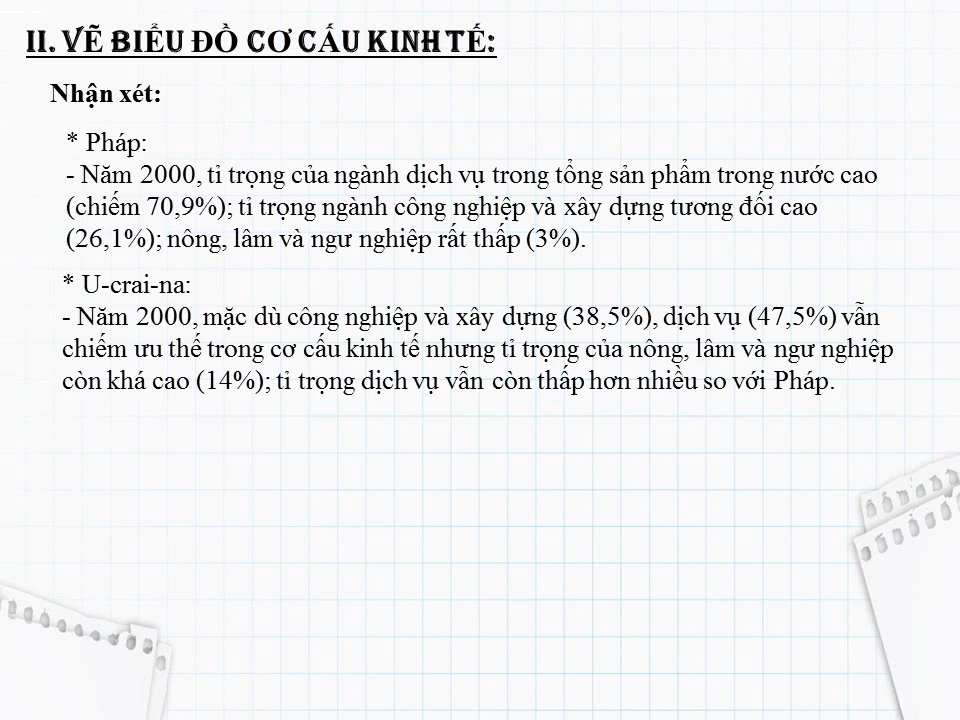 II. VẼ BIỂU ĐỒ CƠ CẤU KINH TẾ:
Nhận xét:
* Pháp:
- Năm 2000, tỉ trọng của ngành dịch vụ trong tổng sản phẩm trong nước cao
(chiếm 70,9%); tỉ trọng ngành công nghiệp và xây dựng tương đối cao
(26,1%); nông, lâm và ngư nghiệp rất thấp (3%).
* U-crai-na:
- Năm 2000, mặc dù công nghiệp và xây dựng (38,5%), dịch vụ (47,5%) vẫn
chiếm ưu thế trong cơ cấu kinh tế nhưng tỉ trọng của nông, lâm và ngư nghiệp
còn khá cao (14%); tỉ trọng dịch vụ vẫn còn thấp hơn nhiều so với Pháp.